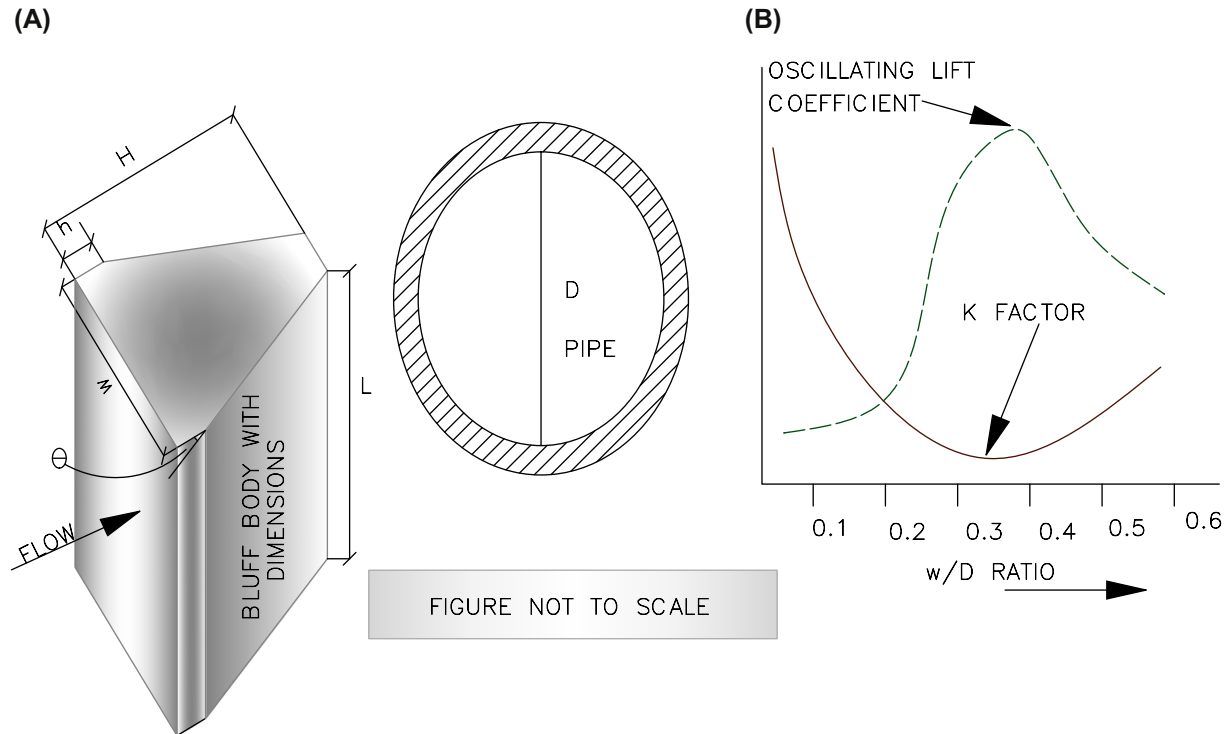 (A)
H
h
w
θ
FLOW
BLUFF BODY WITH
DIMENSIONS
L
D
PIPE
FIGURE NOT TO SCALE
(B)
OSCILLATING LIFT
COEFFICIENT
K FACTOR
0.1 0.2 0.3 0.4 0.5 0.6
w/D RATIO